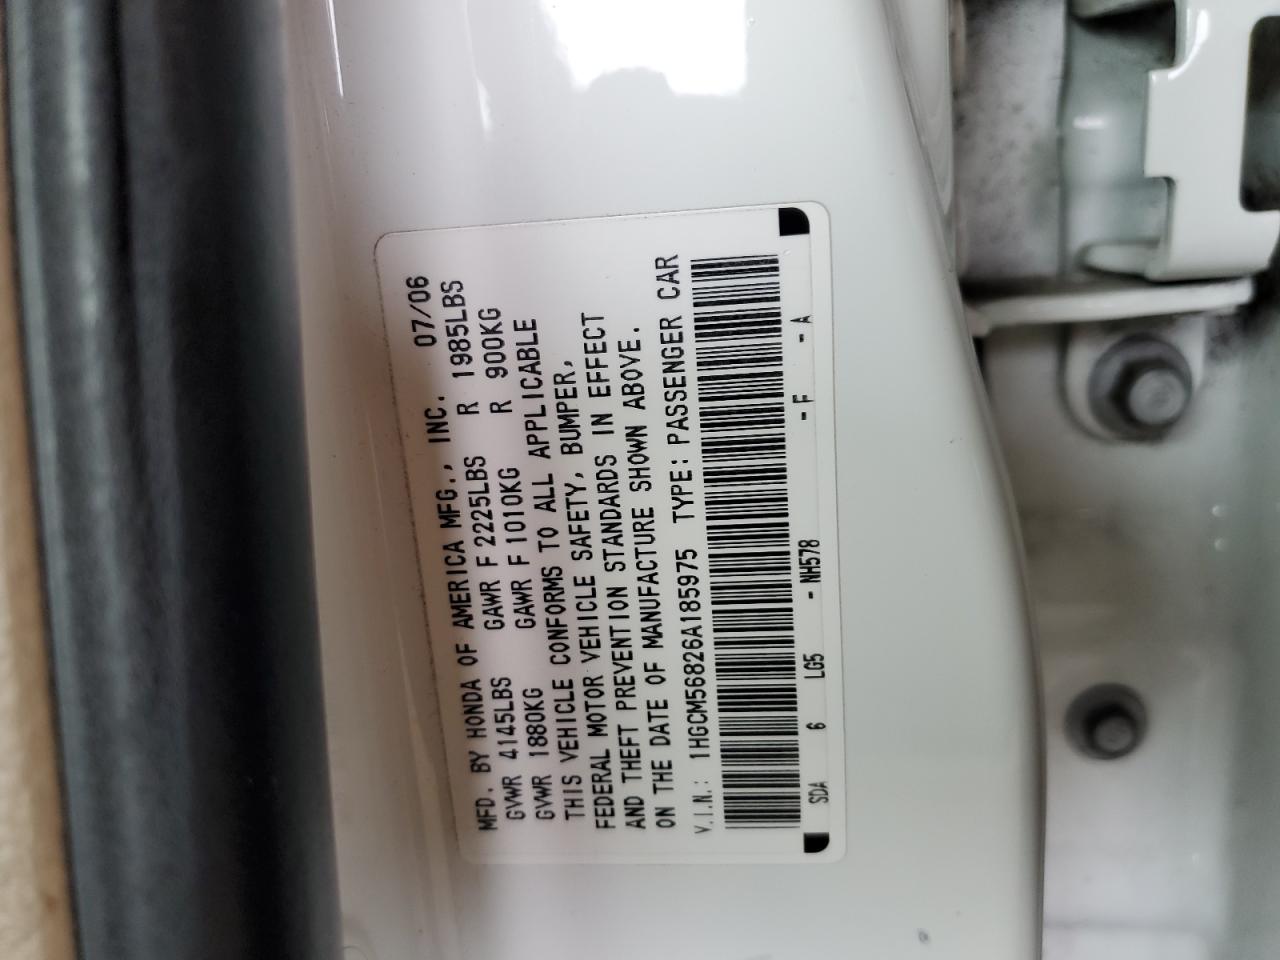 MFD. BY HONDA OF AMERICA MFG., INC. 07/06
GVWR 4145LBS GAWR F 2225LBS R 1985LBS
GVWR 1880KG GAWR F 1010KG R 900KG
THIS VEHICLE CONFORMS TO ALL APPLICABLE
FEDERAL MOTOR VEHICLE SAFETY, BUMPER,
AND THEFT PREVENTION STANDARDS IN EFFECT
ON THE DATE OF MANUFACTURE SHOWN ABOVE.
V.I.N.: 1HGCM56826A185975 TYPE: PASSENGER CAR
SDA 6 LG5 - NH578 - F - A